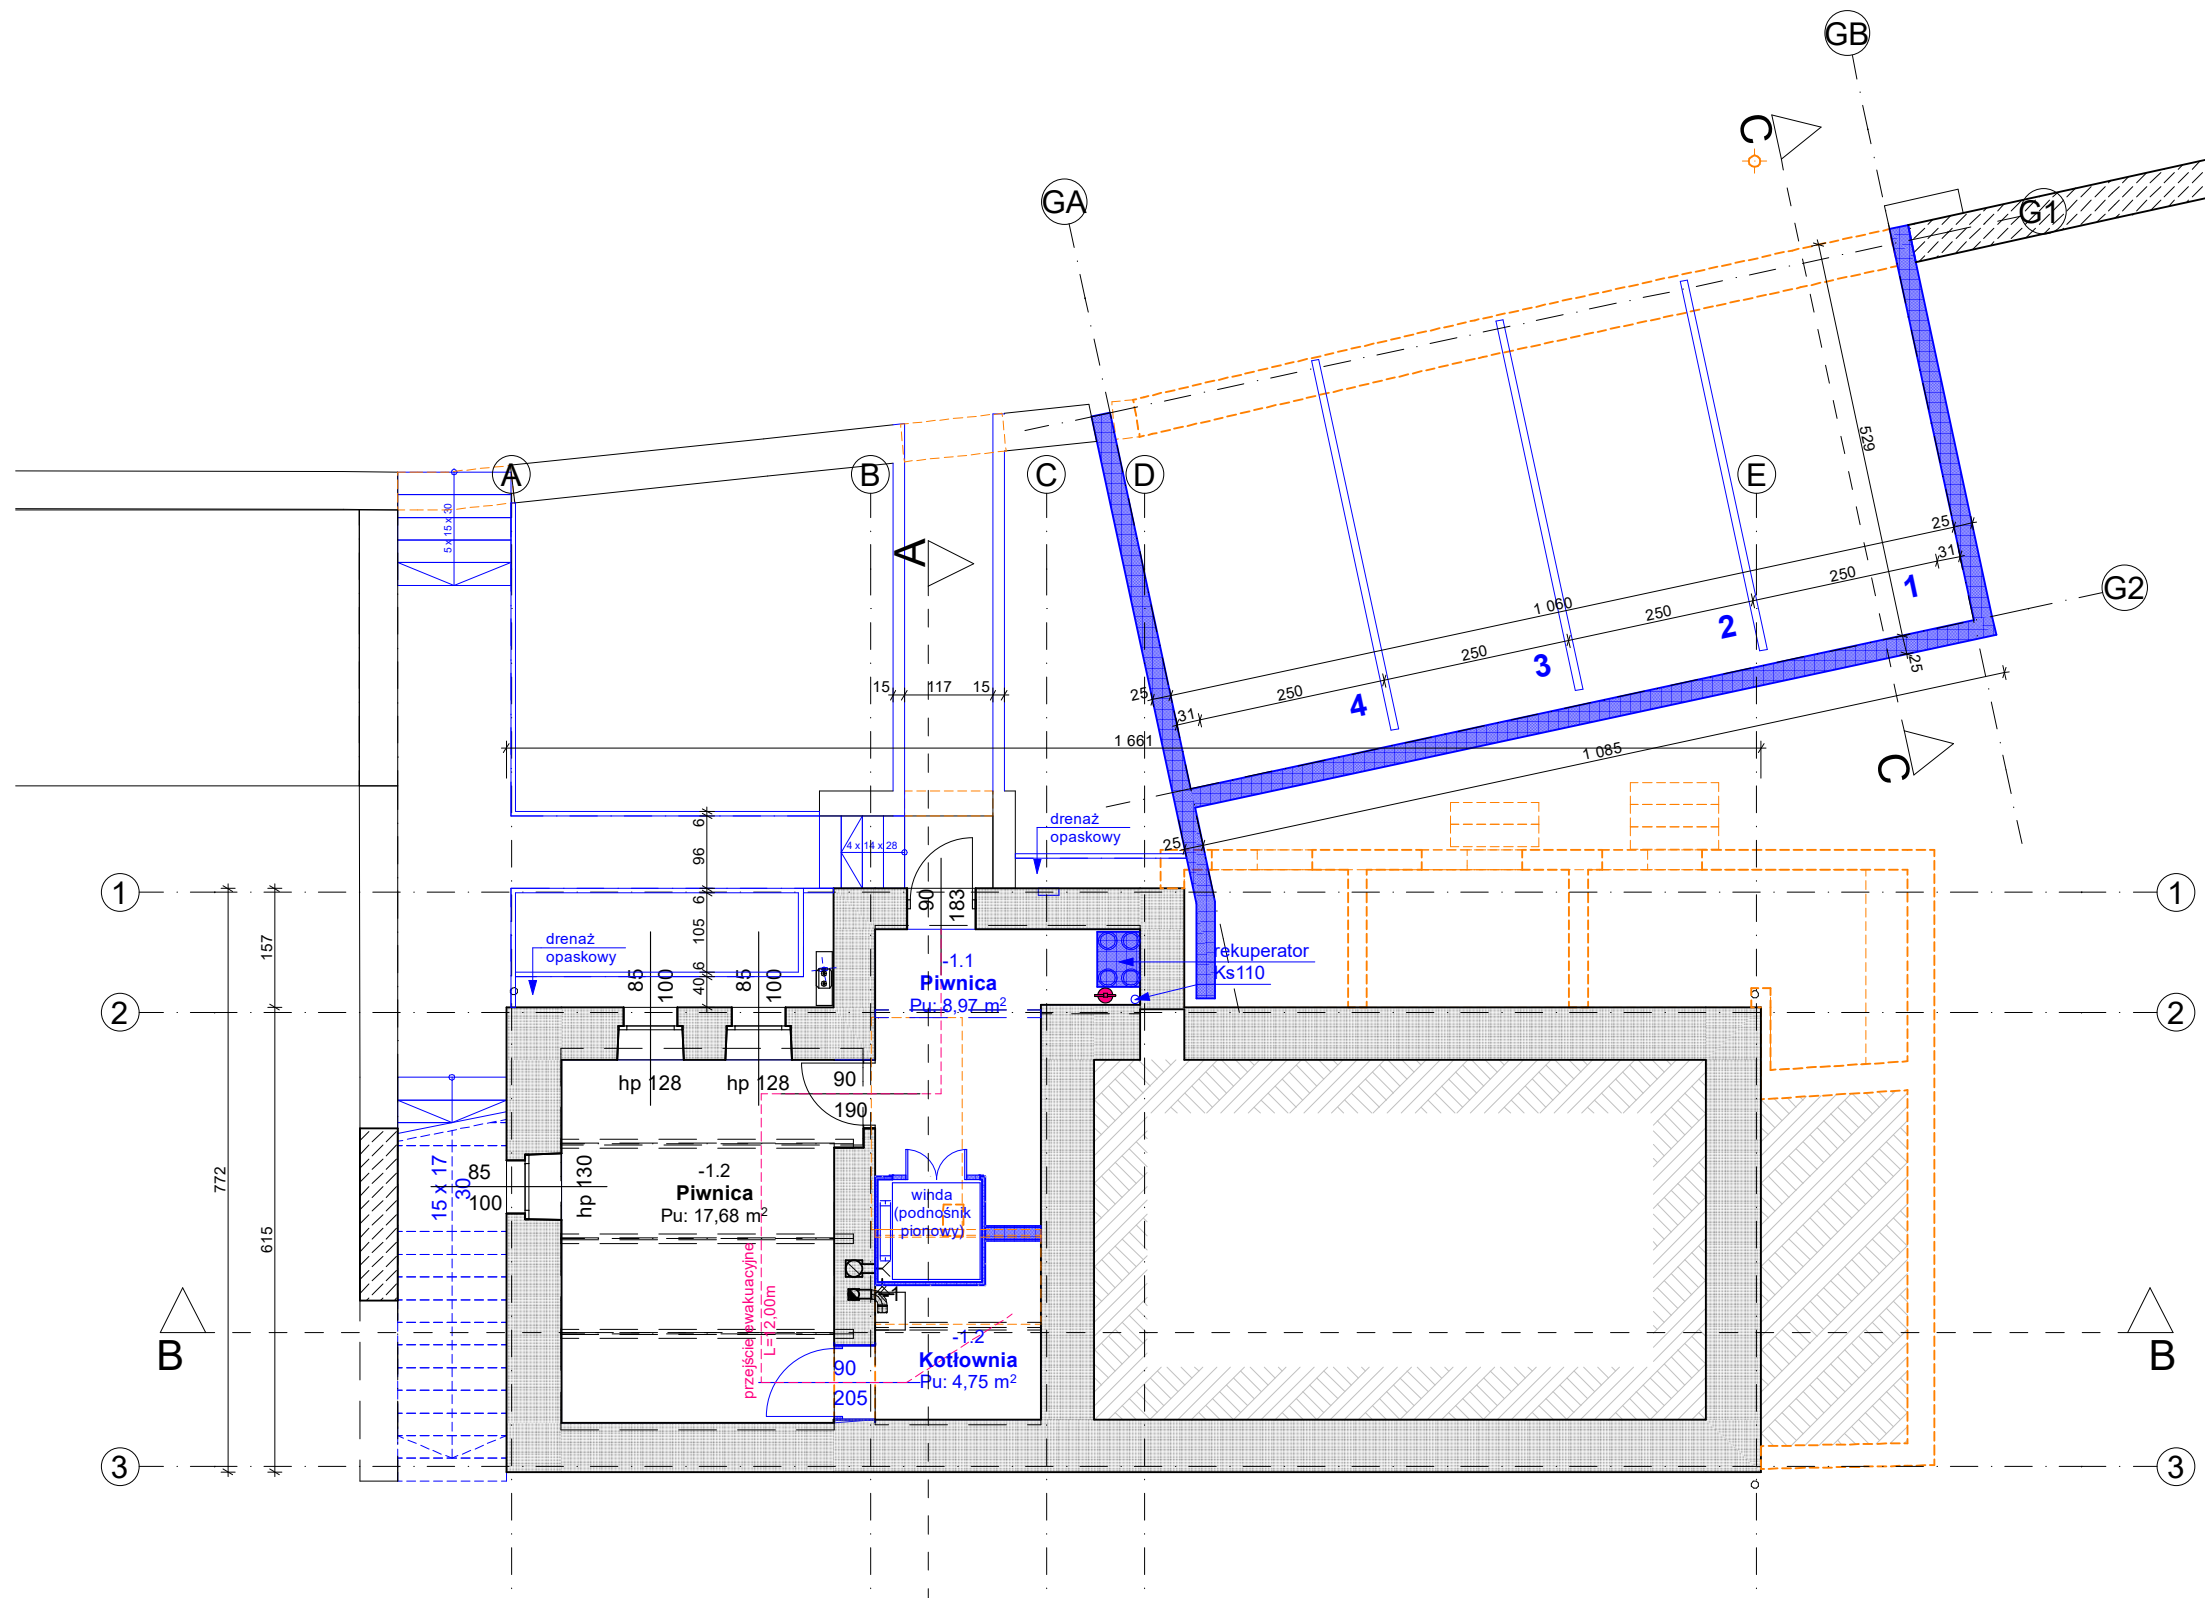 GB
C
GA
G1
A
B
C
D
E
5 x 15 x 30
529
A
25
31
250
1
G2
1 060
250
2
250
3
25
15
117
15
25
250
4
31
1 661
1 085
C
6
drenaż
opaskowy
96
4 x 14 x 28
25
1
90
183
6
1
157
drenaż
opaskowy
105
85
100
85
100
6
40
-1.1
Piwnica
Pu: 8,97 m²
rekuperator
Ks110
2
2
hp 128
hp 128
90
190
772
615
15 x 17
30
85
100
hp 130
-1.2
Piwnica
Pu: 17,68 m²
winda
(podnośnik
pionowy)
przejście ewakuacyjne
L=12,00m
B
-1.2
Kotłownia
Pu: 4,75 m²
90
205
B
3
3